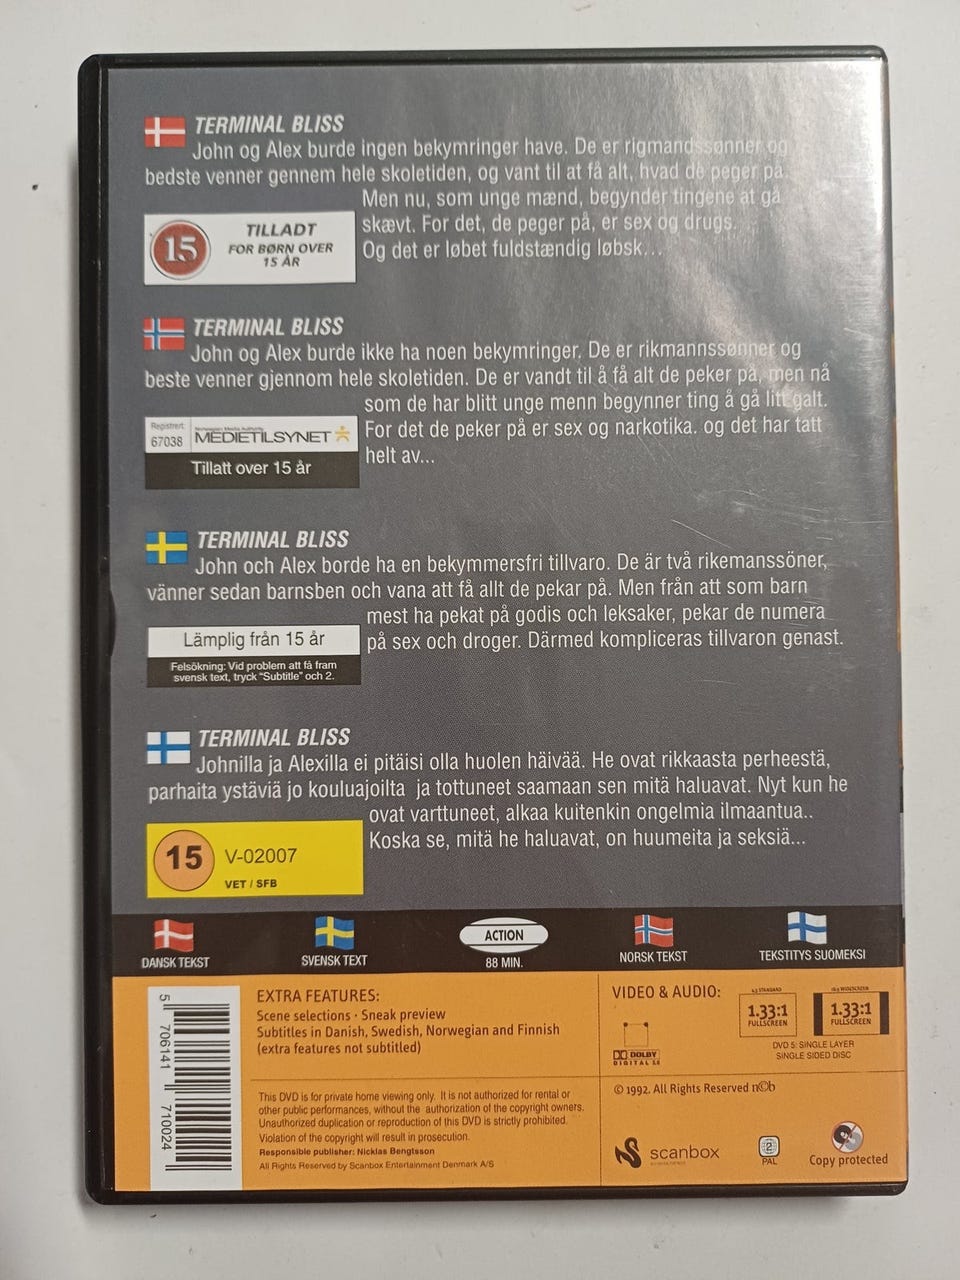 TERMINAL BLISS
John og Alex burde ingen bekymringer have. De er rigmandssønner og
bedste venner gennem hele skoletiden, og vant til at få alt, hvad de peger på.
Men nu, som unge mænd, begynder tingene at gå
skævt. For det, de peger på, er sex og drugs.
Og det er løbet fuldstændig løbsk...
15
TILLADT
FOR BØRN OVER
15 ÅR
TERMINAL BLISS
John og Alex burde ikke ha noen bekymringer. De er rikmannssønner og
beste venner gjennom hele skoletiden. De er vandt til å få alt de peker på, men nå
som de har blitt unge menn begynner ting å gå litt galt.
For det de peker på er sex og narkotika. og det har tatt
helt av...
Registrert
67038
Norwegian Media Authority
MEDIETILSYNET
Tillatt over 15 år
TERMINAL BLISS
John och Alex borde ha en bekymmersfri tillvaro. De är två rikemanssöner,
vänner sedan barnsben och vana att få allt de pekar på. Men från att som barn
mest ha pekat på godis och leksaker, pekar de numera
på sex och droger. Därmed kompliceras tillvaron genast.
Lämplig från 15 år
Felsökning: Vid problem att få fram
svensk text, tryck "Subtitle" och 2.
TERMINAL BLISS
Johnilla ja Alexilla ei pitäisi olla huolen häivää. He ovat rikkaasta perheestä,
parhaita ystäviä jo kouluajoilta ja tottuneet saamaan sen mitä haluavat. Nyt kun he
ovat varttuneet, alkaa kuitenkin ongelmia ilmaantua..
Koska se, mitä he haluavat, on huumeita ja seksiä...
15
V-02007
VET / SFB
DANSK TEKST
SVENSK TEXT
ACTION
88 MIN.
NORSK TEKST
TEKSTITYS SUOMEKSI
5 706141 710024
EXTRA FEATURES:
Scene selections · Sneak preview
Subtitles in Danish, Swedish, Norwegian and Finnish
(extra features not subtitled)
This DVD is for private home viewing only. It is not authorized for rental or
other public performances, without the authorization of the copyright owners.
Unauthorized duplication or reproduction of this DVD is strictly prohibited.
Violation of the copyright will result in prosecution.
Responsible publisher: Nicklas Bengtsson
All Rights Reserved by Scanbox Entertainment Denmark A/S
VIDEO & AUDIO:
DOLBY
DIGITAL
4:3 STANDARD
1.33:1
FULLSCREEN
16:9 WIDESCREEN
1.33:1
FULLSCREEN
DVD 5: SINGLE LAYER
SINGLE SIDED DISC
© 1992. All Rights Reserved n©b
scanbox
2
PAL
Copy protected